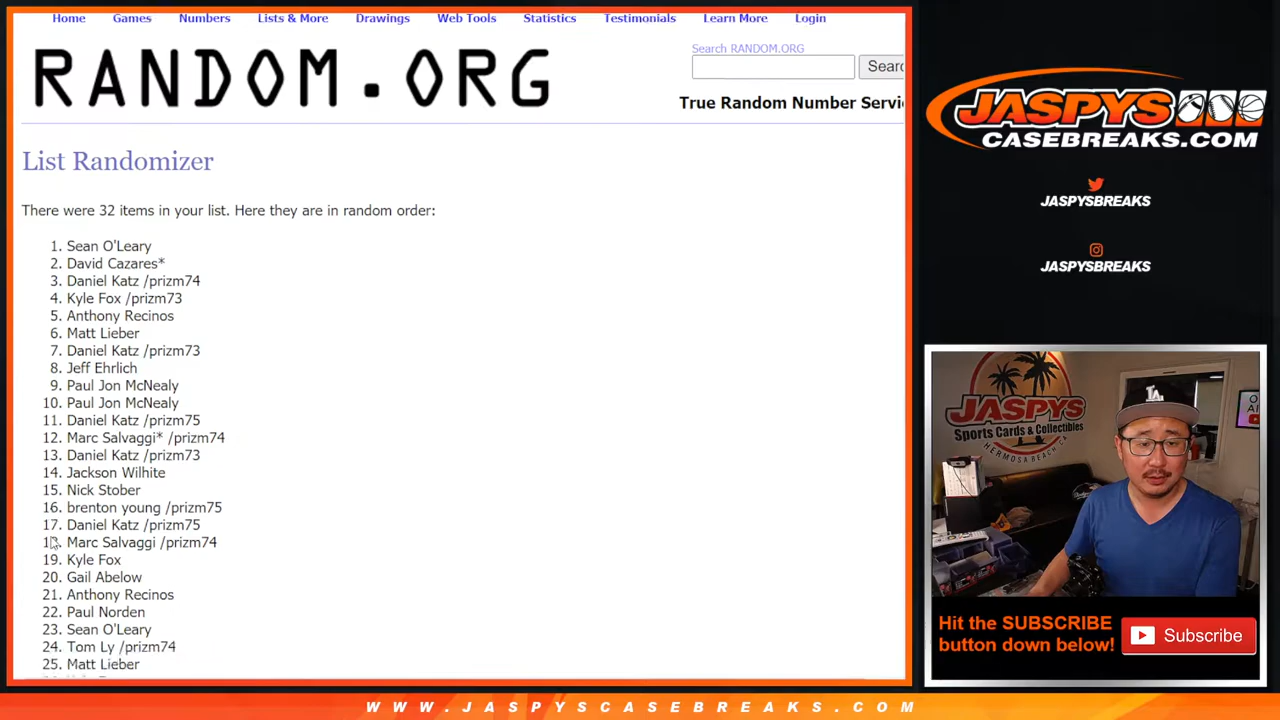 Home Games Numbers Lists & More Drawings Web Tools Statistics Testimonials Learn More Login
RANDOM.ORG
Search RANDOM.ORG
Searc
True Random Number Servi
List Randomizer
There were 32 items in your list. Here they are in random order:
1. Sean O'Leary
2. David Cazares*
3. Daniel Katz /prizm74
4. Kyle Fox /prizm73
5. Anthony Recinos
6. Matt Lieber
7. Daniel Katz /prizm73
8. Jeff Ehrlich
9. Paul Jon McNealy
10. Paul Jon McNealy
11. Daniel Katz /prizm75
12. Marc Salvaggi* /prizm74
13. Daniel Katz /prizm73
14. Jackson Wilhite
15. Nick Stober
16. brenton young /prizm75
17. Daniel Katz /prizm75
Marc Salvaggi /prizm74
19. Kyle Fox
20. Gail Abelow
21. Anthony Recinos
22. Paul Norden
23. Sean O'Leary
24. Tom Ly /prizm74
25. Matt Lieber
JASPYS
CASEBREAKS.COM
JASPYSBREAKS
JASPYSBREAKS
JASPYS
Sports Cards & Collectibles
HERMOSA BEACH CA
LA
Hit the SUBSCRIBE
button down below!
Subscribe
WWW.JASPYSCASEBREAKS.COM